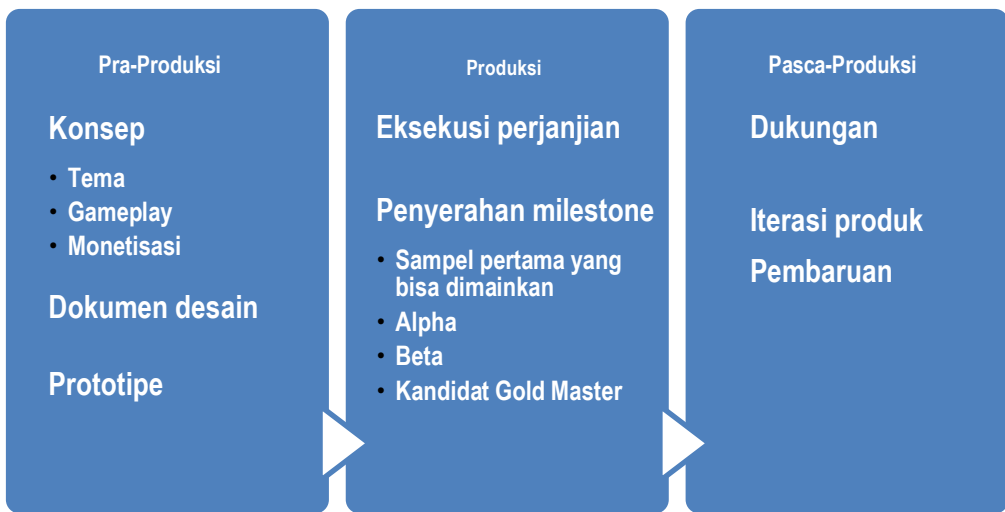 Pra-Produksi
Konsep
• Tema
• Gameplay
• Monetisasi
Dokumen desain
Prototipe
Produksi
Eksekusi perjanjian
Penyerahan milestone
• Sampel pertama yang
bisa dimainkan
• Alpha
• Beta
• Kandidat Gold Master
Pasca-Produksi
Dukungan
Iterasi produk
Pembaruan